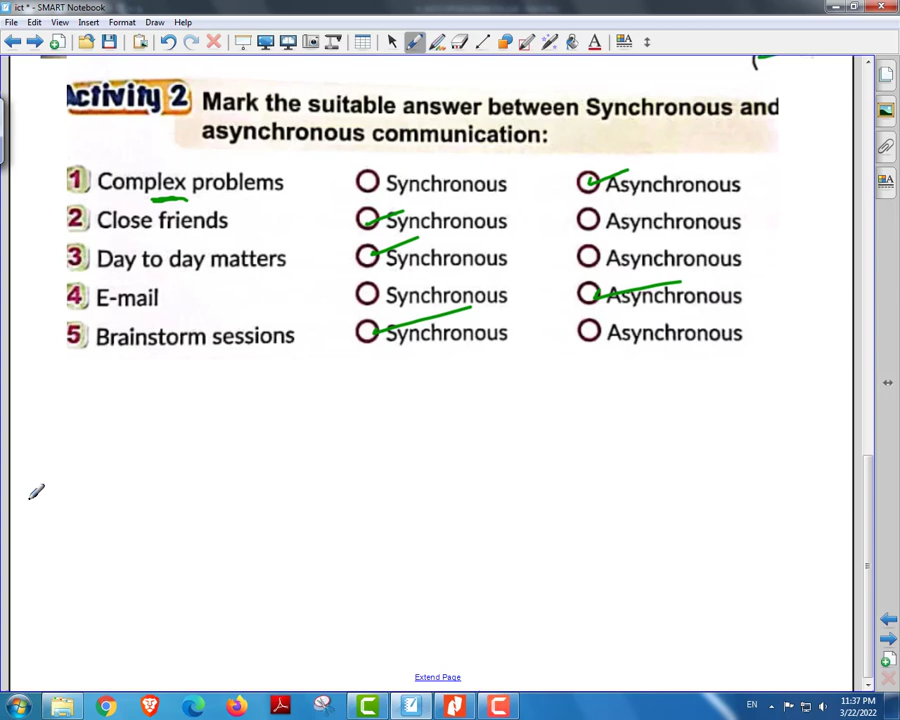 ict * - SMART Notebook
File Edit View Insert Format Draw Help
Activity 2
Mark the suitable answer between Synchronous and
asynchronous communication:
1 Complex problems Synchronous Asynchronous
2 Close friends Synchronous Asynchronous
3 Day to day matters Synchronous Asynchronous
4 E-mail Synchronous Asynchronous
5 Brainstorm sessions Synchronous Asynchronous
Extend Page
EN 11:37 PM
3/22/2022